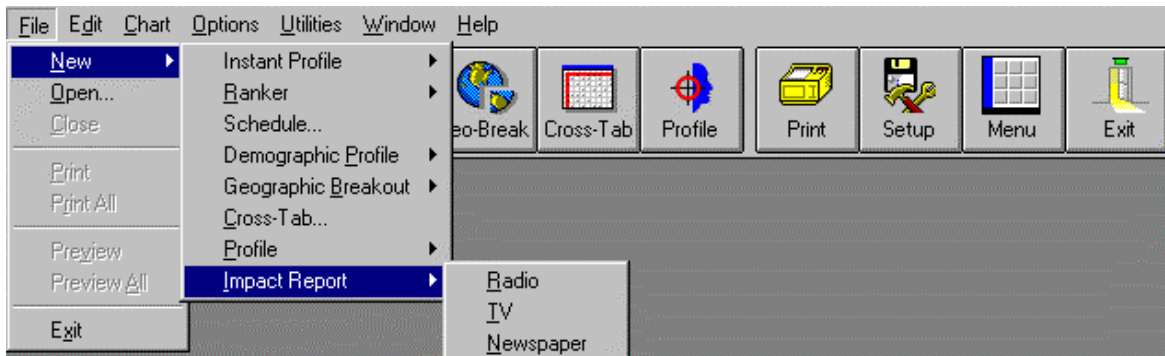 File Edit Chart Options Utilities Window Help
New
Open...
Close
Print
Print All
Preview
Preview All
Exit
Instant Profile
Ranker
Schedule...
Demographic Profile
Geographic Breakout
Cross-Tab...
Profile
Impact Report
Radio
TV
Newspaper
eo-Break Cross-Tab Profile Print Setup Menu Exit